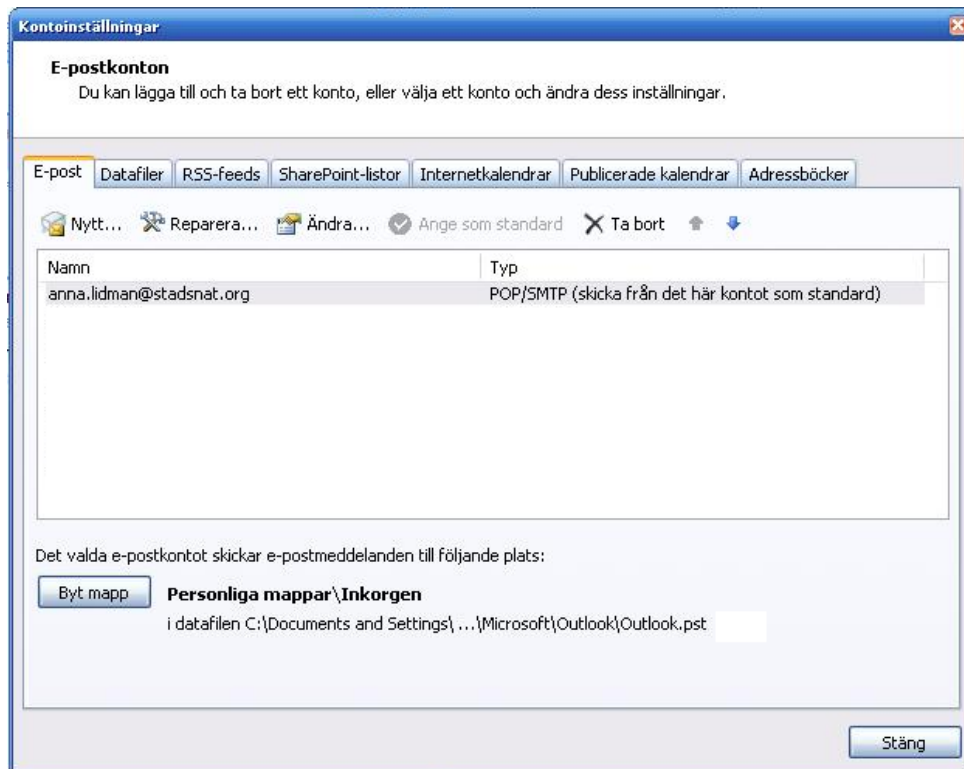 Kontoinställningar
E-postkonton
Du kan lägga till och ta bort ett konto, eller välja ett konto och ändra dess inställningar.
E-post Datafiler RSS-feeds SharePoint-listor Internetkalendrar Publicerade kalendrar Adressböcker
Nytt... Reparera... Ändra... Ange som standard Ta bort
Namn Typ
anna.lidman@stadsnat.org POP/SMTP (skicka från det här kontot som standard)
Det valda e-postkontot skickar e-postmeddelanden till följande plats:
Byt mapp Personliga mappar\Inkorgen
i datafilen C:\Documents and Settings\ ...\Microsoft\Outlook\Outlook.pst
Stäng